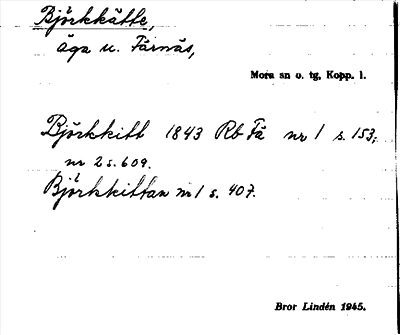 Björkkätte,
äga u. Färnäs,
Mora sn o. tg, Kopp. l.
Björkkitt 1843 Rb Fä nr 1 s. 153;
nr 2 s. 609.
Björkkittan nr 1 s. 407.
Bror Lindén 1945.